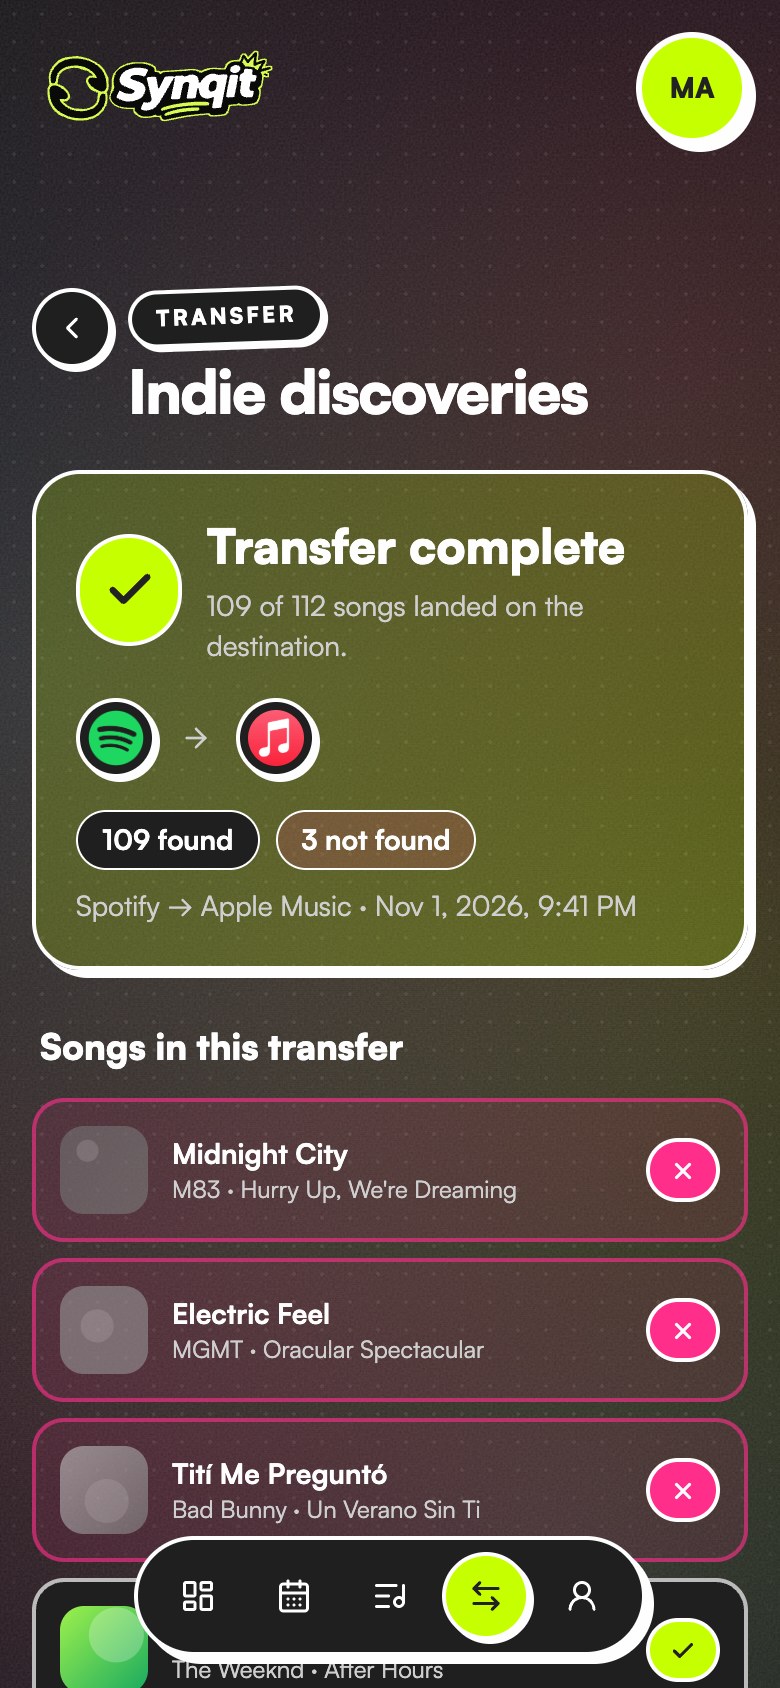 Synqit
MA
TRANSFER
Indie discoveries
Transfer complete
109 of 112 songs landed on the
destination.
109 found
3 not found
Spotify → Apple Music · Nov 1, 2026, 9:41 PM
Songs in this transfer
Midnight City
M83 · Hurry Up, We're Dreaming
Electric Feel
MGMT · Oracular Spectacular
Tití Me Preguntó
Bad Bunny · Un Verano Sin Ti
The Weeknd · After Hours